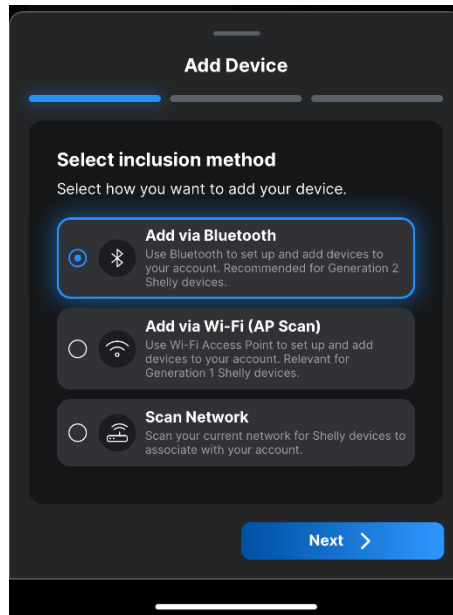 Add Device
Select inclusion method
Select how you want to add your device.
Add via Bluetooth
Use Bluetooth to set up and add devices to
your account. Recommended for Generation 2
Shelly devices.
Add via Wi-Fi (AP Scan)
Use Wi-Fi Access Point to set up and add
devices to your account. Relevant for
Generation 1 Shelly devices.
Scan Network
Scan your current network for Shelly devices to
associate with your account.
Next